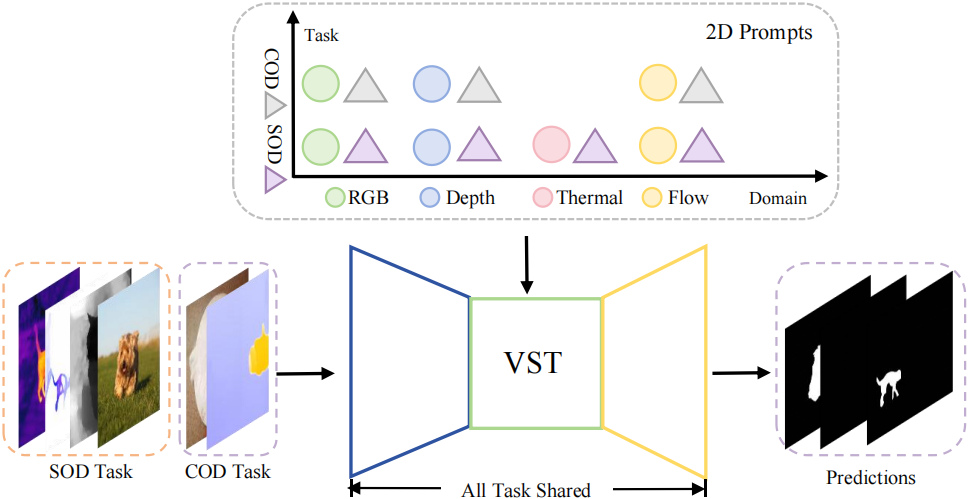 Task
2D Prompts
COD
SOD
RGB
Depth
Thermal
Flow
Domain
VST
SOD Task
COD Task
All Task Shared
Predictions